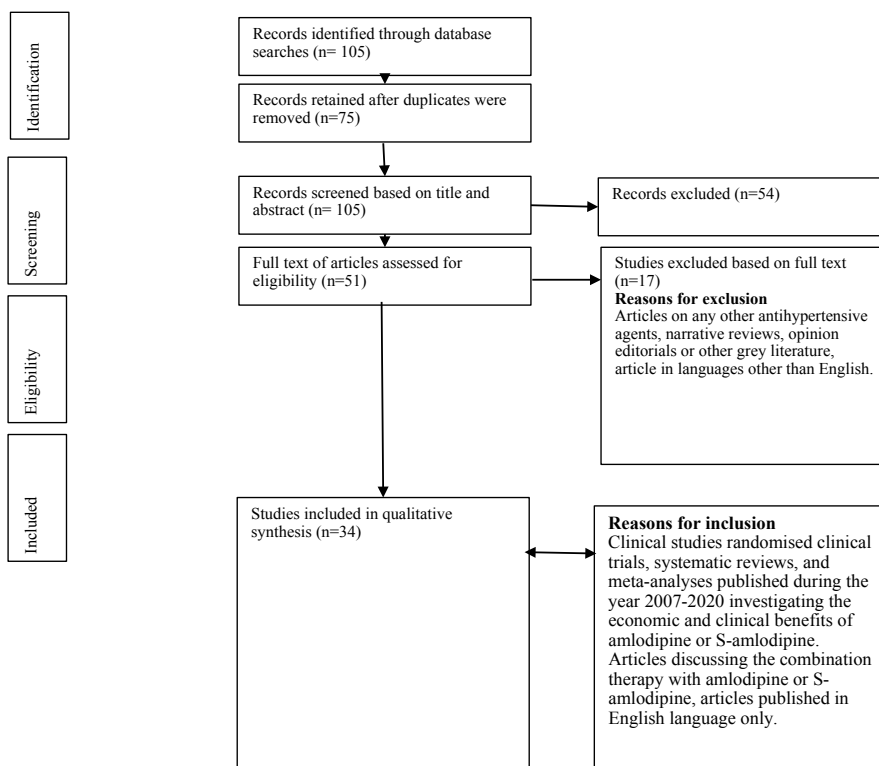 Identification
Records identified through database
searches (n= 105)
Records retained after duplicates were
removed (n=75)
Screening
Records screened based on title and
abstract (n= 105)
Records excluded (n=54)
Full text of articles assessed for
eligibility (n=51)
Studies excluded based on full text
(n=17)
Reasons for exclusion
Articles on any other antihypertensive
agents, narrative reviews, opinion
editorials or other grey literature,
article in languages other than English.
Eligibility
Included
Studies included in qualitative
synthesis (n=34)
Reasons for inclusion
Clinical studies randomised clinical
trials, systematic reviews, and
meta-analyses published during the
year 2007-2020 investigating the
economic and clinical benefits of
amlodipine or S-amlodipine.
Articles discussing the combination
therapy with amlodipine or S-
amlodipine, articles published in
English language only.